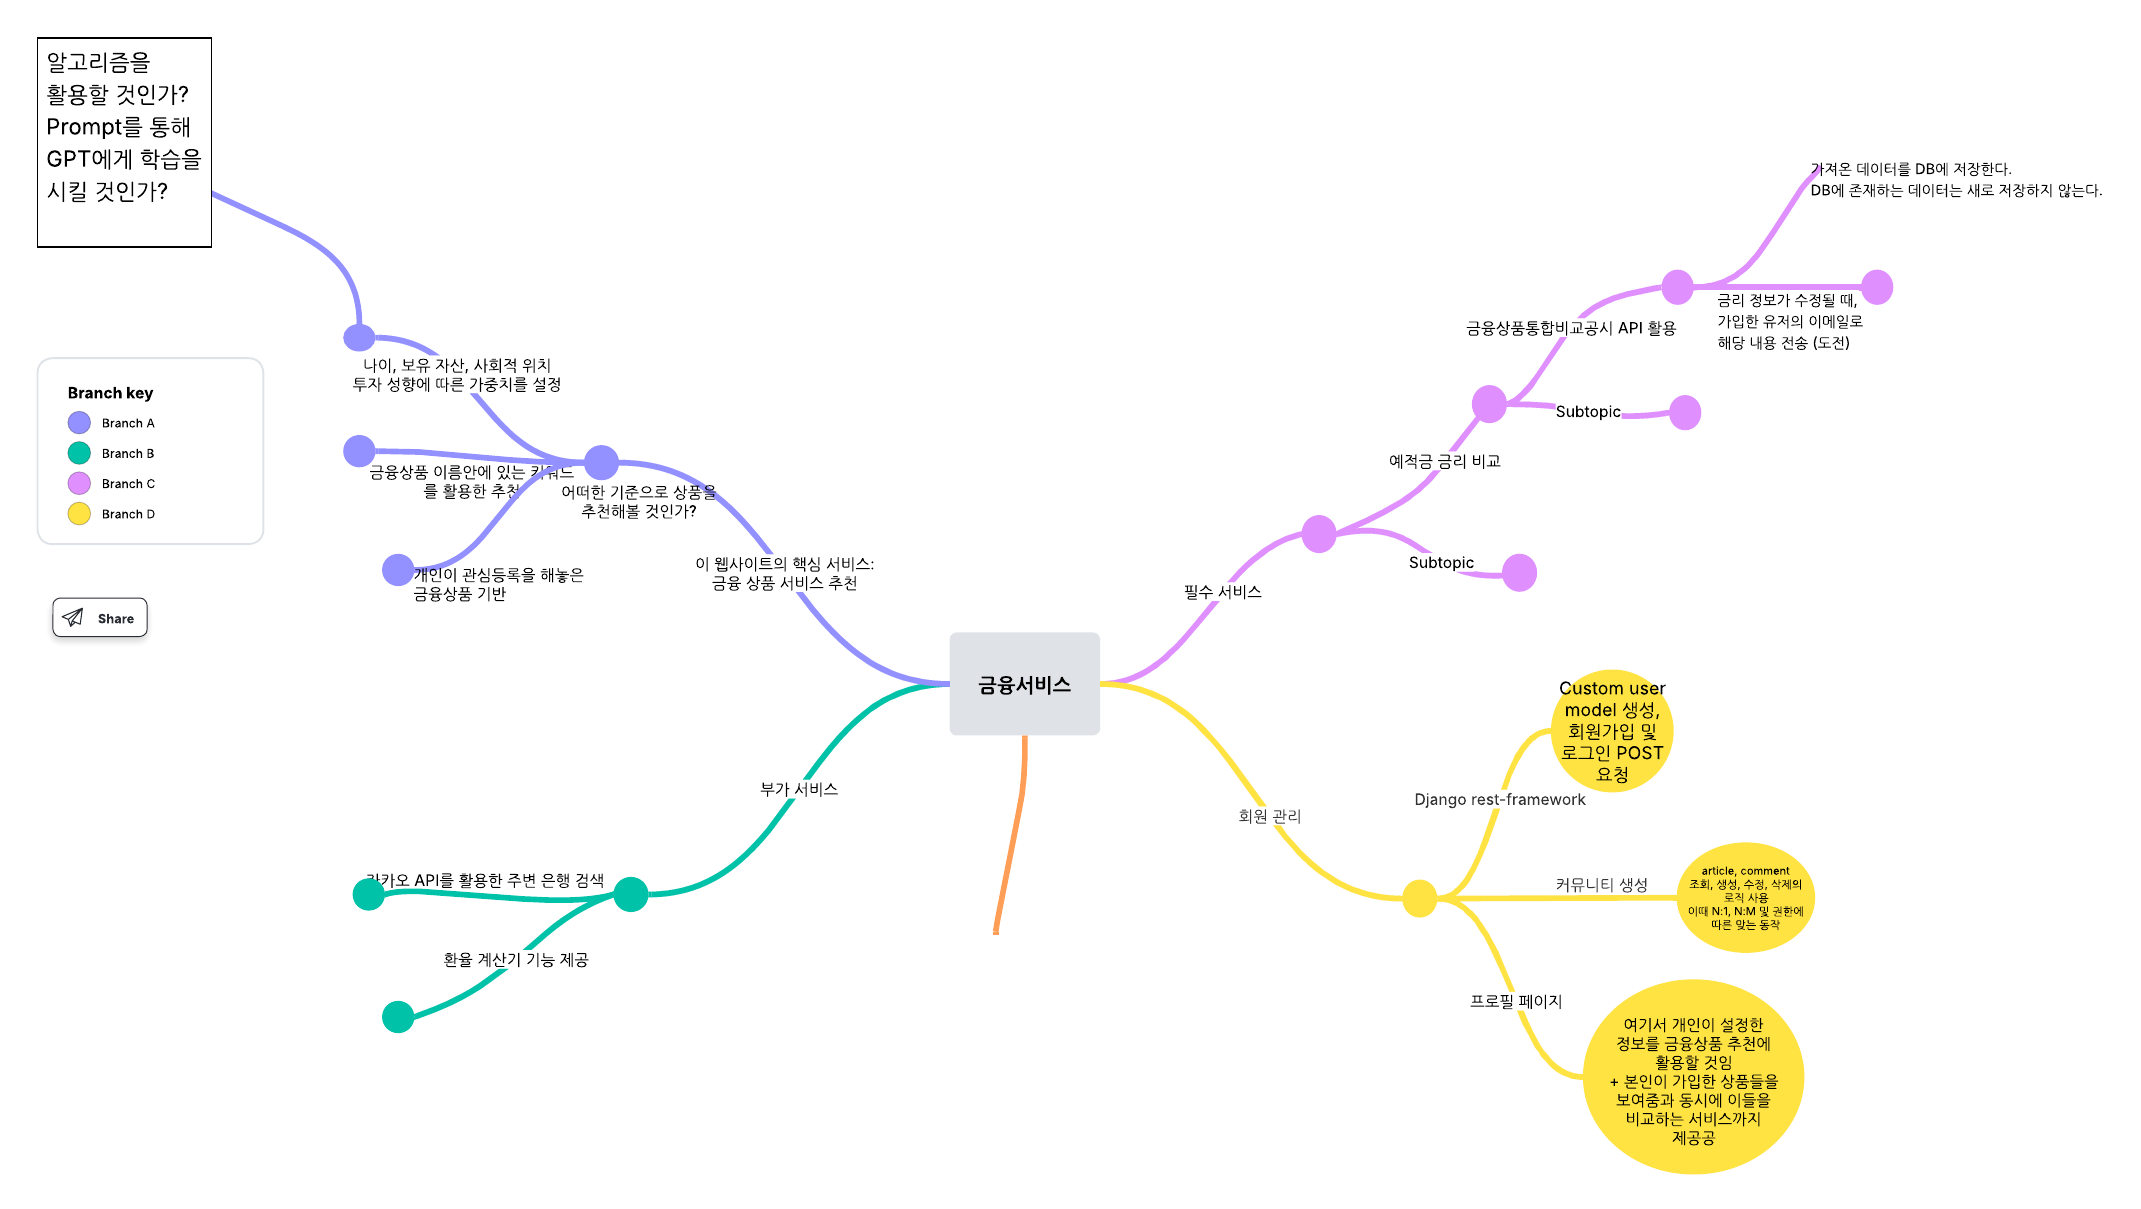 알고리즘을
활용할 것인가?
Prompt를 통해
GPT에게 학습을
시킬 것인가?
Branch key
Branch A
Branch B
Branch C
Branch D
Share
나이, 보유 자산, 사회적 위치
투자 성향에 따른 가중치를 설정
금융상품 이름안에 있는 키워드
를 활용한 추천
어떠한 기준으로 상품을
추천해볼 것인가?
개인이 관심등록을 해놓은
금융상품 기반
이 웹사이트의 핵심 서비스:
금융 상품 서비스 추천
금융서비스
부가 서비스
카카오 API를 활용한 주변 은행 검색
환율 계산기 기능 제공
가져온 데이터를 DB에 저장한다.
DB에 존재하는 데이터는 새로 저장하지 않는다.
금리 정보가 수정될 때,
가입한 유저의 이메일로
해당 내용 전송 (도전)
금융상품통합비교공시 API 활용
Subtopic
예적금 금리 비교
Subtopic
필수 서비스
회원 관리
Custom user
model 생성,
회원가입 및
로그인 POST
요청
Django rest-framework
커뮤니티 생성
article, comment
조회, 생성, 수정, 삭제의
로직 사용
이때 N:1, N:M 및 권한에
따른 맞는 동작
프로필 페이지
여기서 개인이 설정한
정보를 금융상품 추천에
활용할 것임
+ 본인이 가입한 상품들을
보여줌과 동시에 이들을
비교하는 서비스까지
제공공